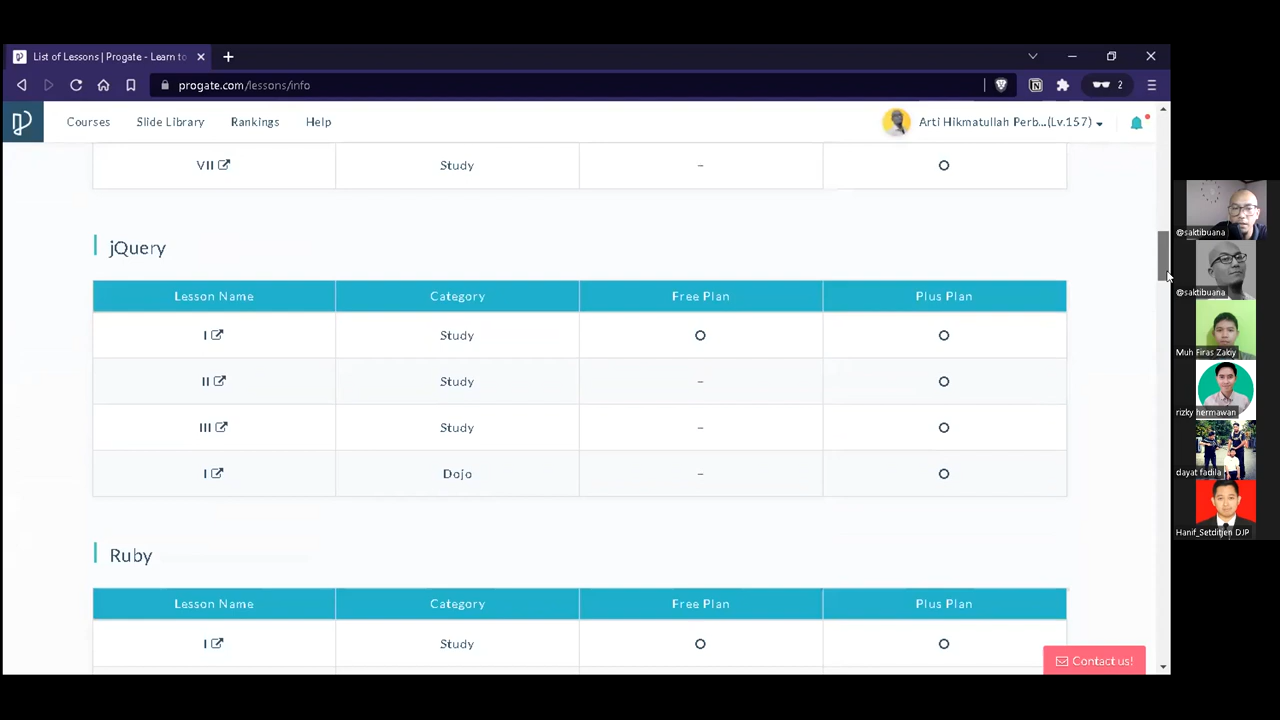 List of Lessons | Progate - Learn to
progate.com/lessons/info
2
Courses
Slide Library
Rankings
Help
Arti Hikmatullah Perb...(Lv.157)
VII Study –
jQuery
Lesson Name Category Free Plan Plus Plan
I Study
II Study –
III Study –
I Dojo –
Ruby
Lesson Name Category Free Plan Plus Plan
I Study
Contact us!
@saktibuana
@saktibuana
Muh Firas Zakiy
rizky hermawan
dayat fadila
Hanif_Setditjen DJP